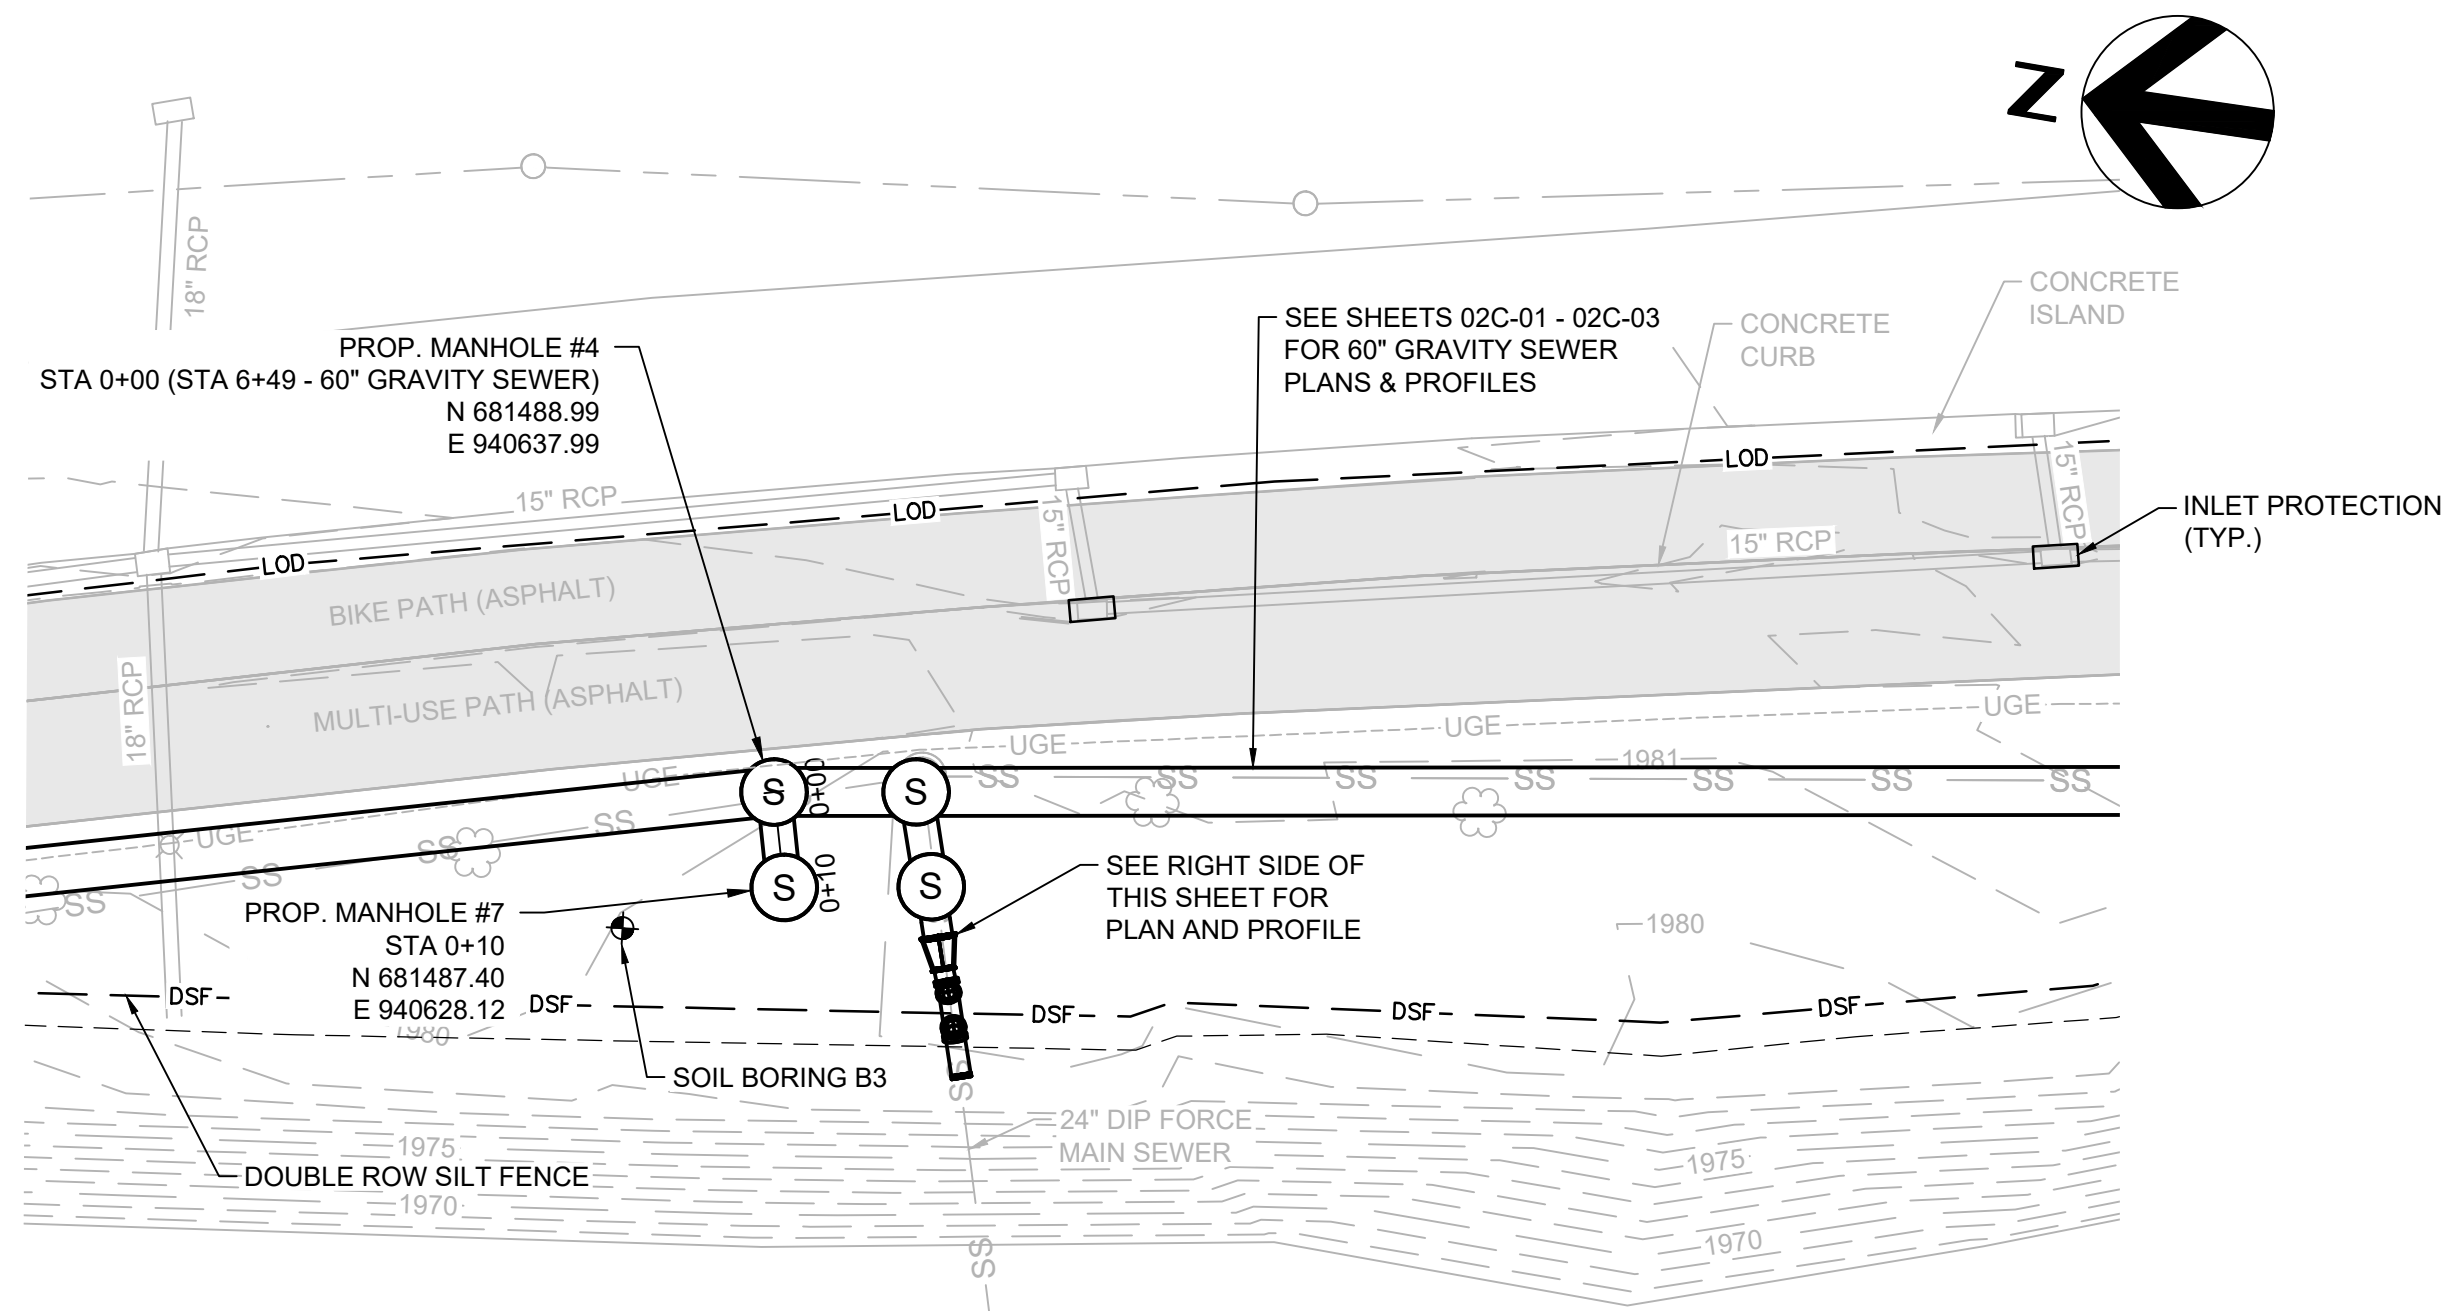 N
18" RCP
PROP. MANHOLE #4
STA 0+00 (STA 6+49 - 60" GRAVITY SEWER)
N 681488.99
E 940637.99
SEE SHEETS 02C-01 - 02C-03
FOR 60" GRAVITY SEWER
PLANS & PROFILES
CONCRETE
CURB
CONCRETE
ISLAND
15" RCP
LOD
LOD
LOD
15" RCP
15" RCP
15" RCP
INLET PROTECTION
(TYP.)
BIKE PATH (ASPHALT)
MULTI-USE PATH (ASPHALT)
18" RCP
UGE
UGE
UGE
UGE
UGE
1981
SS
SS
SS
SS
SS
SS
SS
SS
SS
SS
SS
S
0+00
S
S
0+10
S
PROP. MANHOLE #7
STA 0+10
N 681487.40
E 940628.12
SEE RIGHT SIDE OF
THIS SHEET FOR
PLAN AND PROFILE
1980
DSF
DSF
DSF
DSF
DSF
1980
SOIL BORING B3
SS
24" DIP FORCE
MAIN SEWER
1975
DOUBLE ROW SILT FENCE
1970
1975
1970
SS